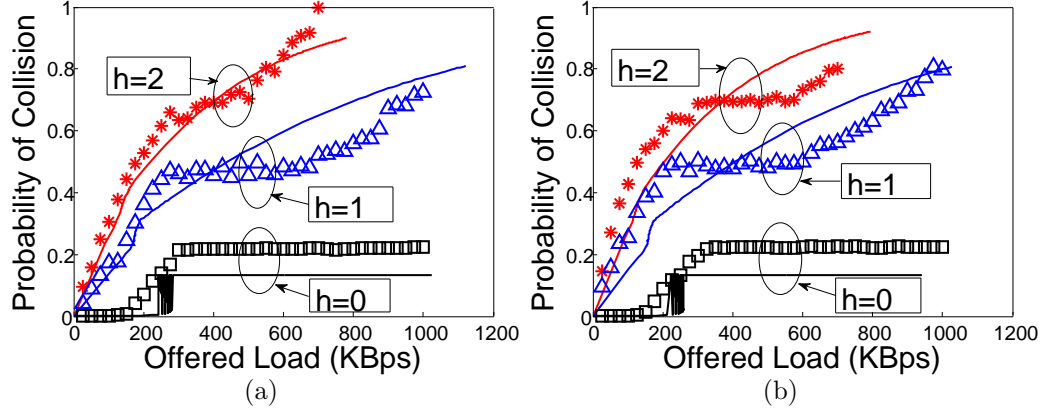 Probability of Collision
1
0.8
0.6
0.4
0.2
0
0 200 400 600 800 1000 1200
Offered Load (KBps)
h=2
h=1
h=0
(a)
Probability of Collision
1
0.8
0.6
0.4
0.2
0
0 200 400 600 800 1000 1200
Offered Load (KBps)
h=2
h=1
h=0
(b)